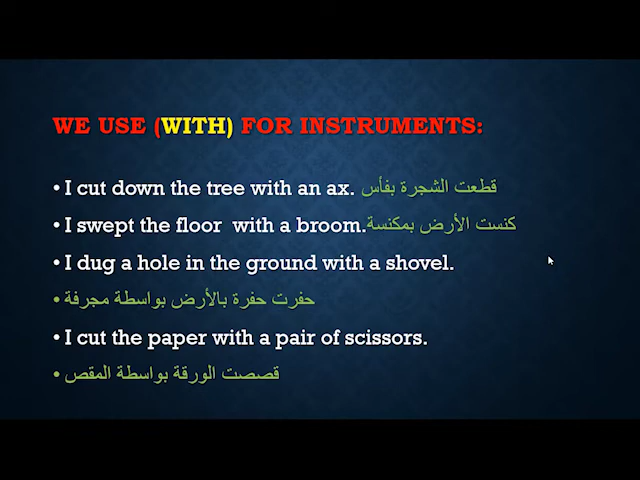 WE USE (WITH) FOR INSTRUMENTS:
• I cut down the tree with an ax. قطعت الشجرة بفأس
• I swept the floor with a broom.كنست الأرض بمكنسة
• I dug a hole in the ground with a shovel.
• حفرت حفرة بالأرض بواسطة مجرفة
• I cut the paper with a pair of scissors.
• قصصت الورقة بواسطة المقص